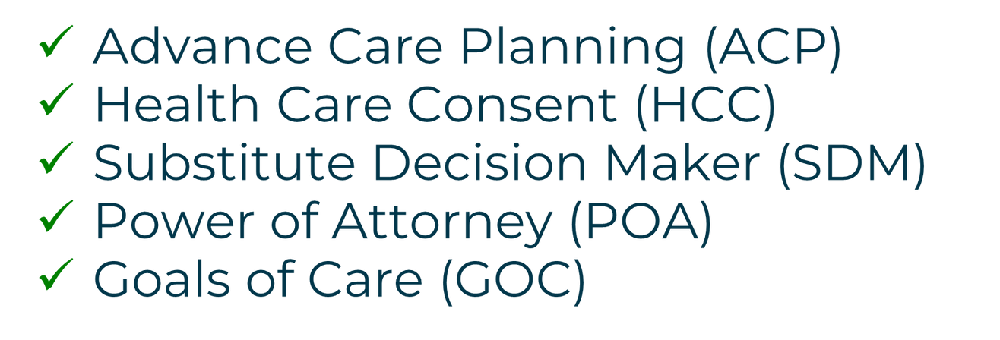 ✓ Advance Care Planning (ACP)
✓ Health Care Consent (HCC)
✓ Substitute Decision Maker (SDM)
✓ Power of Attorney (POA)
✓ Goals of Care (GOC)